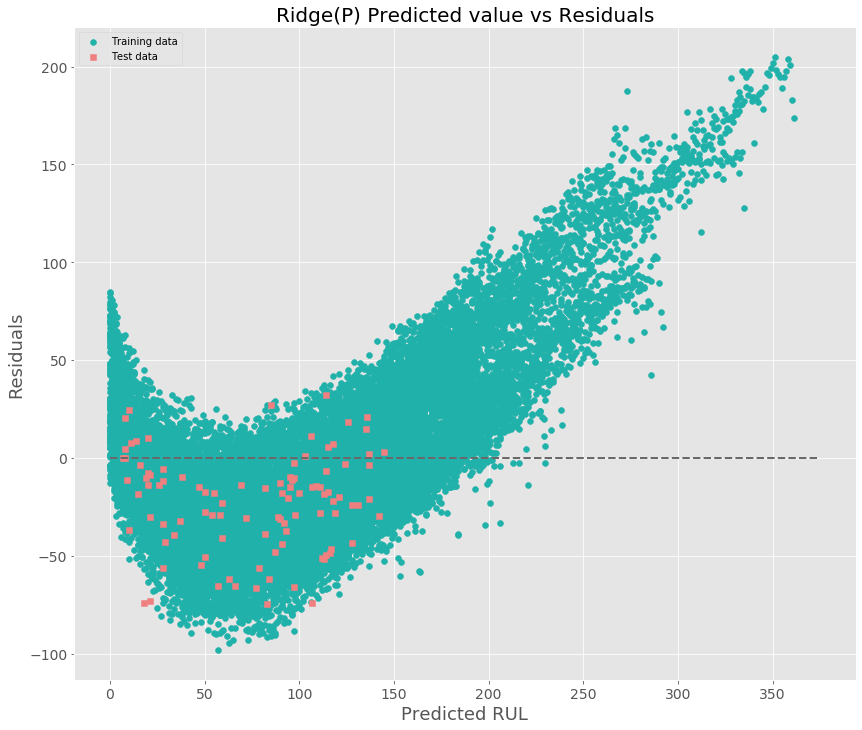 Ridge(P) Predicted value vs Residuals
Training data
Test data
200
150
100
50
0
−50
−100
Residuals
0 50 100 150 200 250 300 350
Predicted RUL